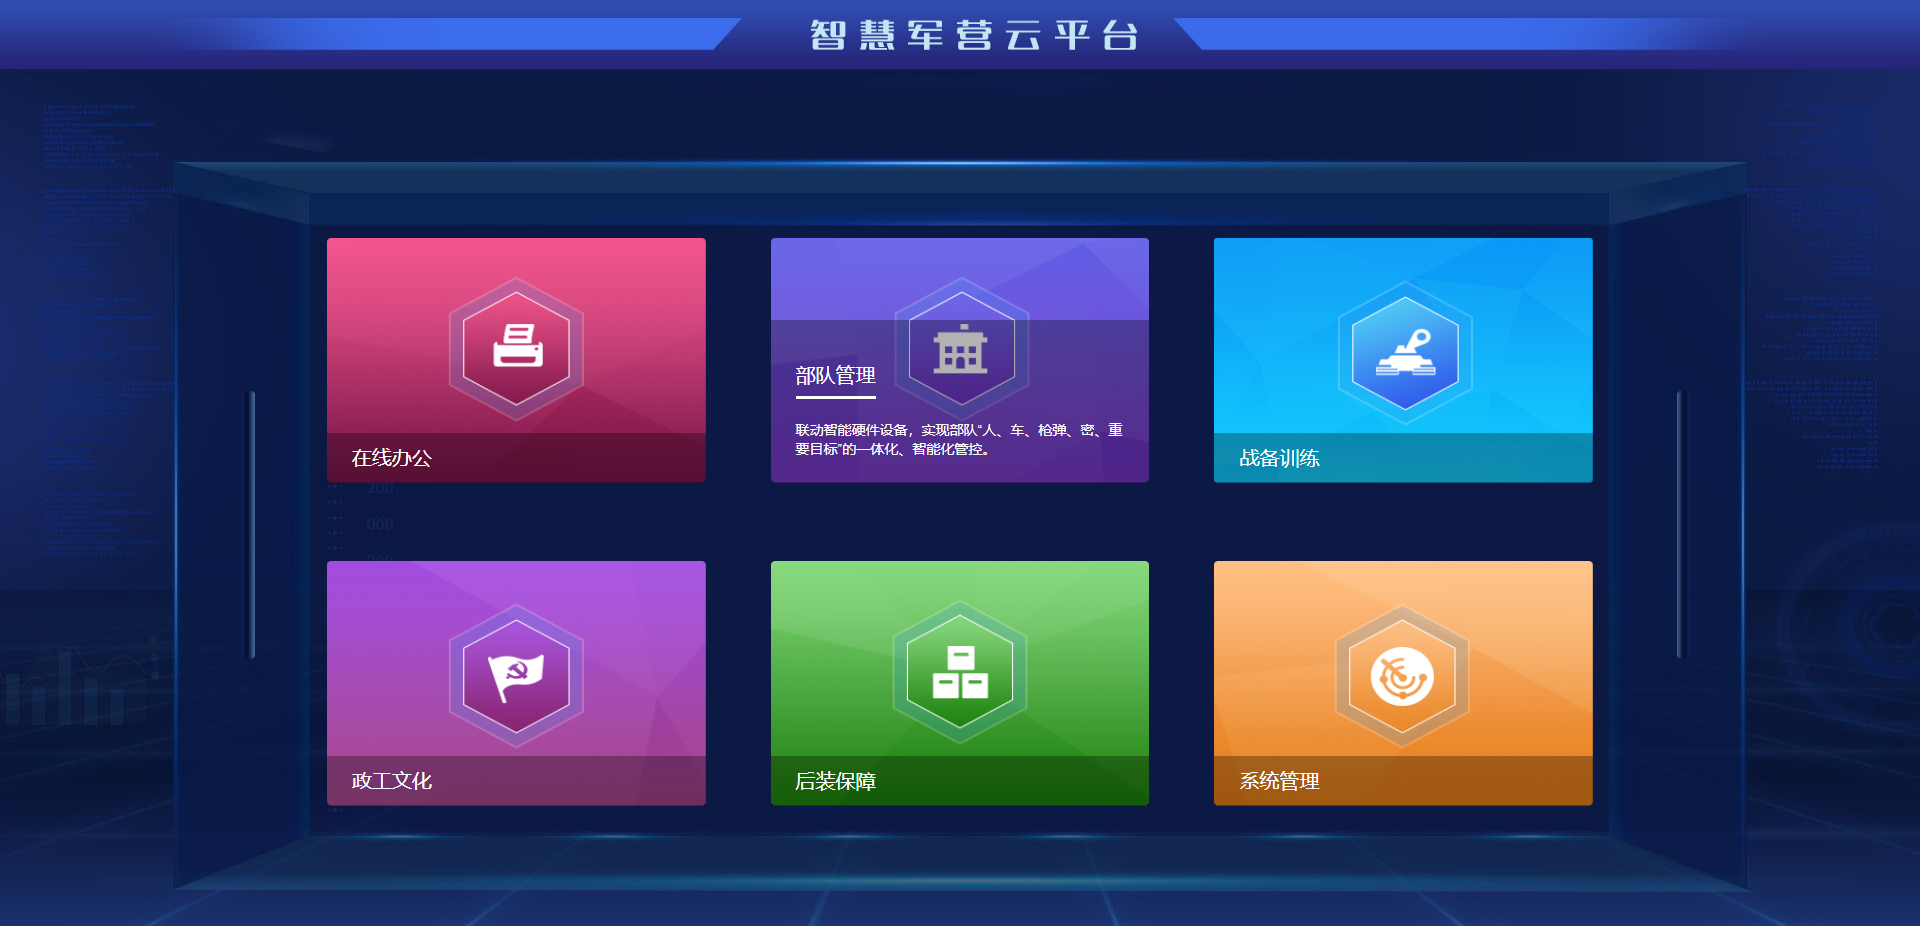 智慧军营云平台
在线办公
部队管理
联动智能硬件设备，实现部队“人、车、枪弹、密、重
要目标”的一体化、智能化管控。
战备训练
200
000
200
政工文化
后装保障
系统管理